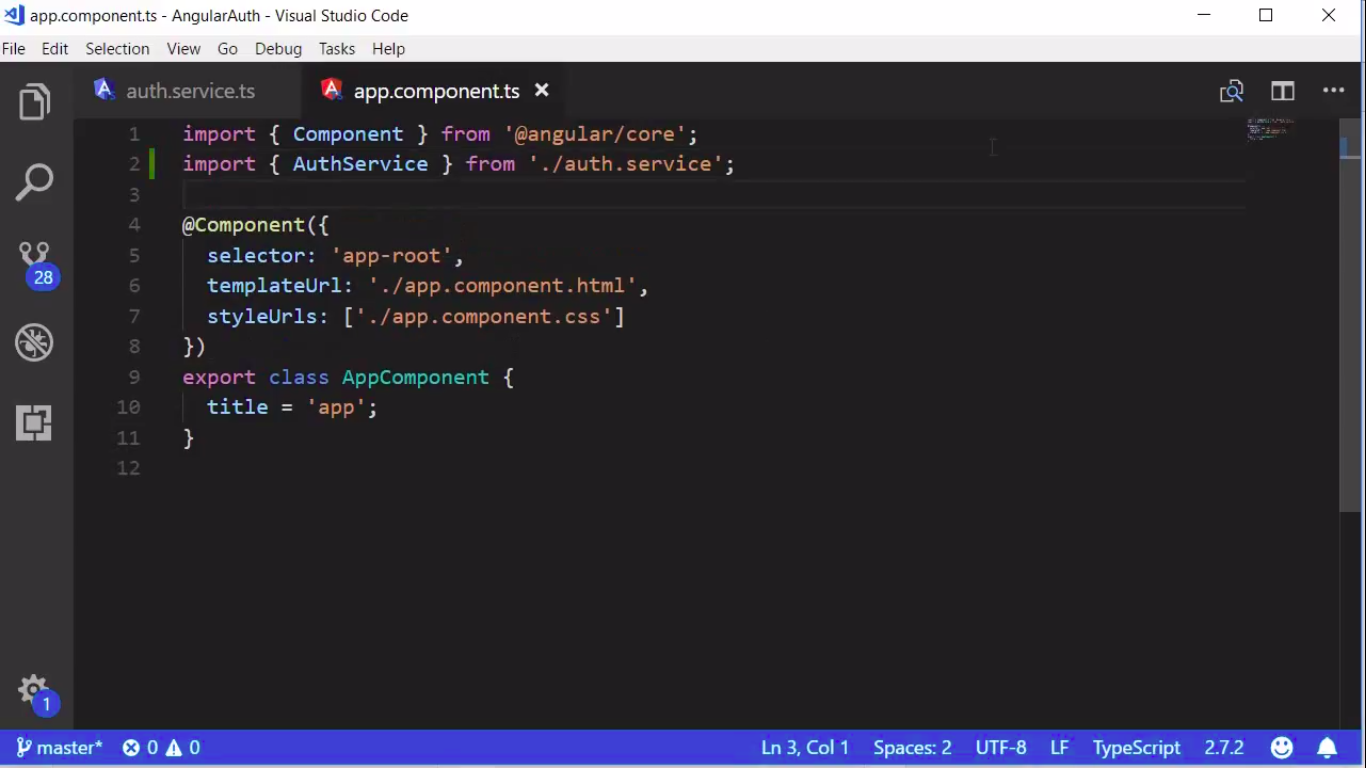 app.component.ts - AngularAuth - Visual Studio Code
File Edit Selection View Go Debug Tasks Help
auth.service.ts app.component.ts
1 import { Component } from '@angular/core';
2 import { AuthService } from './auth.service';
3
4 @Component({
5 selector: 'app-root',
6 templateUrl: './app.component.html',
7 styleUrls: ['./app.component.css']
8 })
9 export class AppComponent {
10 title = 'app';
11 }
12
28
1
master* 0 0 Ln 3, Col 1 Spaces: 2 UTF-8 LF TypeScript 2.7.2